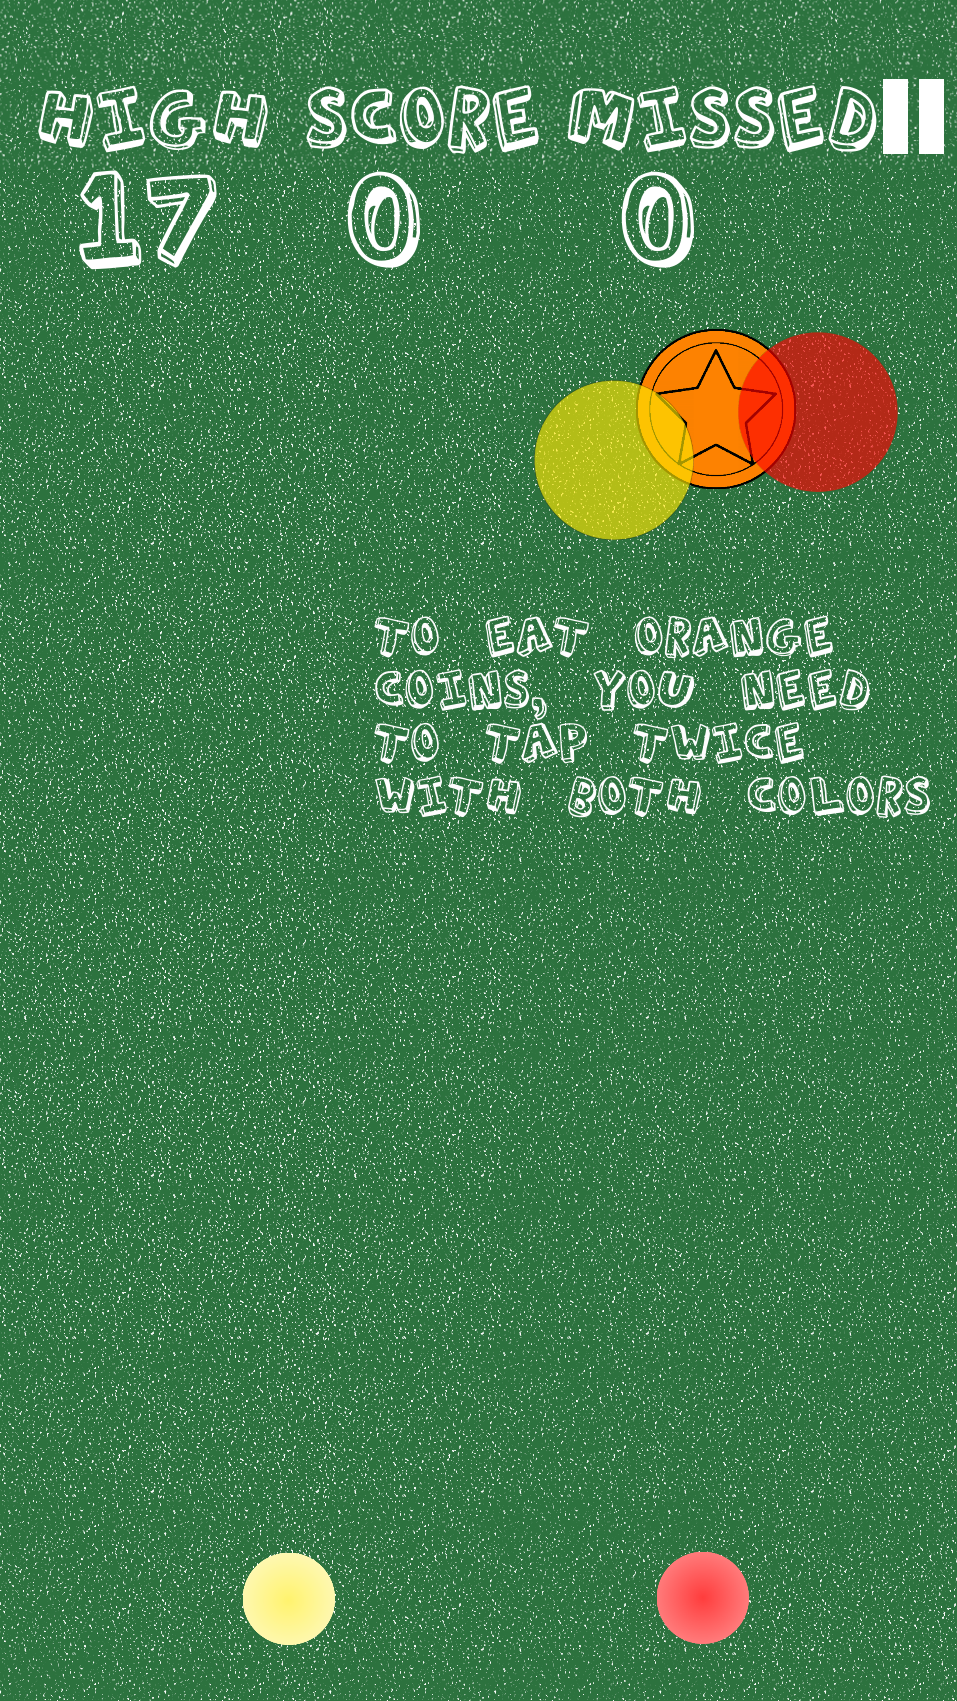 HIGH SCORE MISSED
17 0 0
TO EAT ORANGE
COINS, YOU NEED
TO TAP TWICE
WITH BOTH COLORS